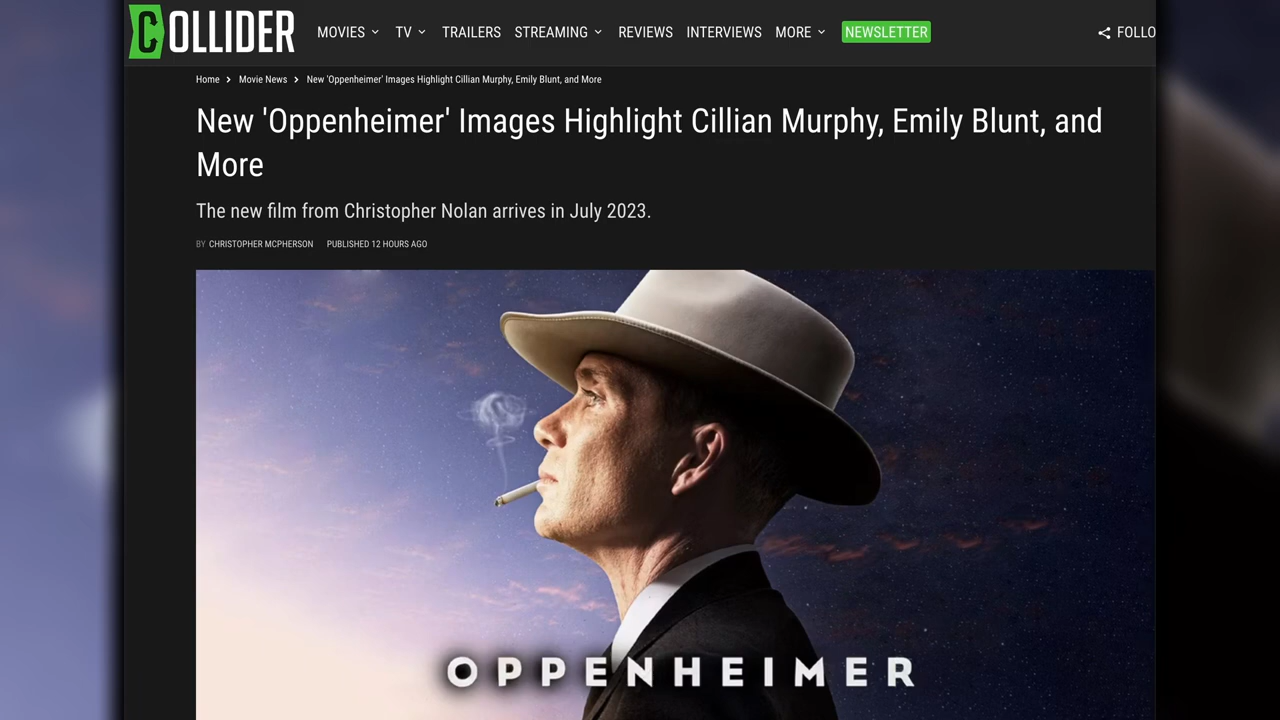 COLLIDER
MOVIES TV TRAILERS STREAMING REVIEWS INTERVIEWS MORE NEWSLETTER FOLLO
Home > Movie News > New 'Oppenheimer' Images Highlight Cillian Murphy, Emily Blunt, and More
New 'Oppenheimer' Images Highlight Cillian Murphy, Emily Blunt, and
More
The new film from Christopher Nolan arrives in July 2023.
BY CHRISTOPHER MCPHERSON PUBLISHED 12 HOURS AGO
OPPENHEIMER